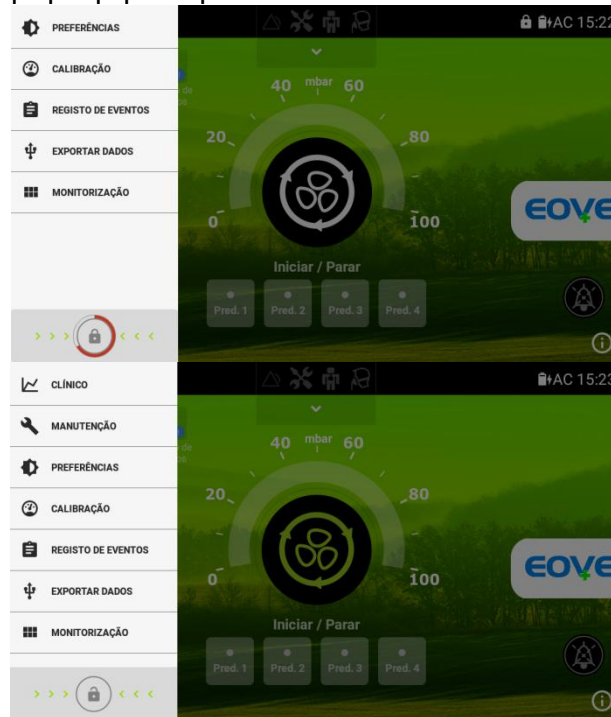 PREFERÊNCIAS
CALIBRAÇÃO
REGISTO DE EVENTOS
EXPORTAR DADOS
MONITORIZAÇÃO
AC 15:22
mbar
0
20
40
60
80
100
EOVE
Iniciar / Parar
Pred. 1 Pred. 2 Pred. 3 Pred. 4
CLÍNICO
MANUTENÇÃO
PREFERÊNCIAS
CALIBRAÇÃO
REGISTO DE EVENTOS
EXPORTAR DADOS
MONITORIZAÇÃO
AC 15:23
mbar
0
20
40
60
80
100
EOVE
Iniciar / Parar
Pred. 1 Pred. 2 Pred. 3 Pred. 4